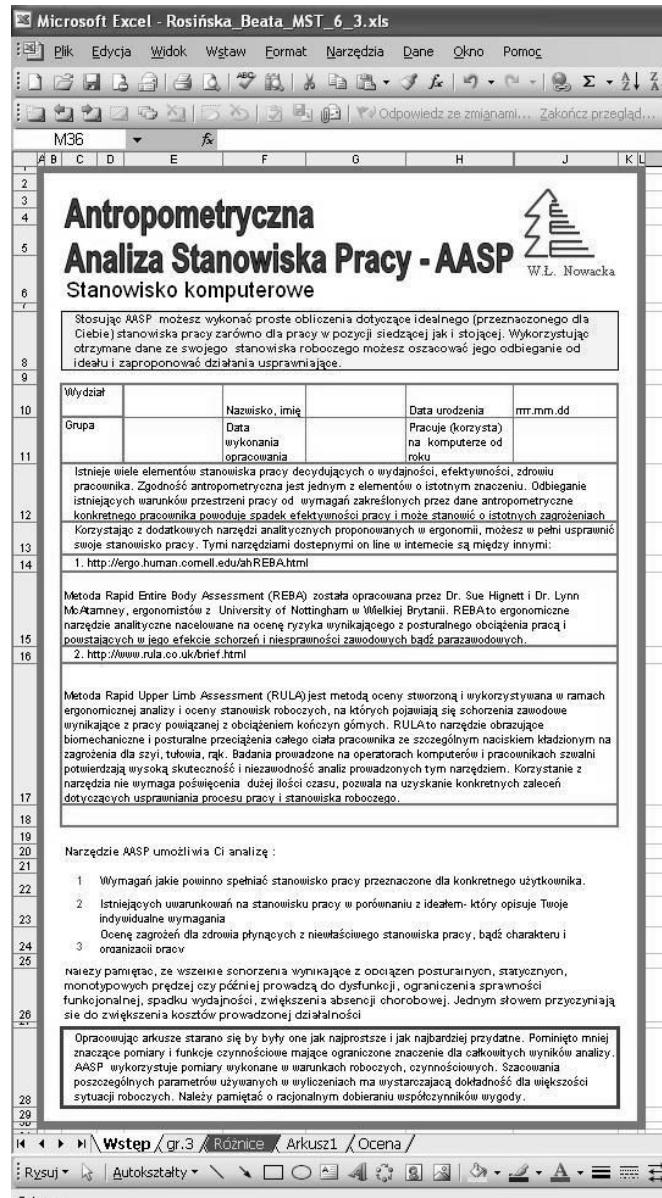 Microsoft Excel - Rosińska_Beata_MST_6_3.xls
Plik Edycja Widok Wstaw Format Narzędzia Dane Okno Pomoc
Odpowiedz ze zmianami... Zakończ przegląd...
M36 fx
A B C D E F G H J K L
Antropometryczna
Analiza Stanowiska Pracy - AASP
W.Ł. Nowacka
Stanowisko komputerowe
Stosując AASP możesz wykonać proste obliczenia dotyczące idealnego (przeznaczonego dla
Ciebie) stanowiska pracy zarówno dla pracy w pozycji siedzącej jak i stojącej. Wykorzystując
otrzymane dane ze swojego stanowiska roboczego możesz oszacować jego odbieganie od
ideału i zaproponować działania usprawniające.
Wydział Nazwisko, imię Data urodzenia rrrr.mm.dd
Grupa Data Pracuje (korzysta)
wykonania na komputerze od
opracowania roku
Istnieje wiele elementów stanowiska pracy decydujących o wydajności, efektywności, zdrowiu
pracownika. Zgodność antropometryczna jest jednym z elementów o istotnym znaczeniu. Odbieganie
istniejących warunków przestrzeni pracy od wymagań zakreślonych przez dane antropometryczne
konkretnego pracownika powoduje spadek efektywności pracy i może stanowić o istotnych zagrożeniach
Korzystając z dodatkowych narzędzi analitycznych proponowanych w ergonomii, możesz w pełni usprawnić
swoje stanowisko pracy. Tymi narzędziami dostepnymi on line w internecie są między innymi:
1. http://ergo.human.cornell.edu/ahREBA.html
Metoda Rapid Entire Body Assessment (REBA) została opracowana przez Dr. Sue Hignett i Dr. Lynn
McAtamney, ergonomistów z University of Nottingham w Wielkiej Brytanii. REBA to ergonomiczne
narzędzie analityczne nacelowane na ocenę ryzyka wynikającego z posturalnego obciążenia pracą i
powstających w jego efekcie schorzeń i niesprawności zawodowych bądź parazawodowych.
2. http://www.rula.co.uk/brief.html
Metoda Rapid Upper Limb Assessment (RULA) jest metodą oceny stworzoną i wykorzystywana w ramach
ergonomicznej analizy i oceny stanowisk roboczych, na których pojawiają się schorzenia zawodowe
wynikające z pracy powiązanej z obciążeniem kończyn górnych. RULA to narzędzie obrazujące
biomechaniczne i posturalne przeciążenia całego ciała pracownika ze szczególnym naciskiem kładzionym na
zagrożenia dla szyi, tułowia, rąk. Badania prowadzone na operatorach komputerów i pracownikach szwalni
potwierdzają wysoką skuteczność i niezawodność analiz prowadzonych tym narzędziem. Korzystanie z
narzędzia nie wymaga poświęcenia dużej ilości czasu, pozwala na uzyskanie konkretnych zaleceń
dotyczących usprawniania procesu pracy i stanowiska roboczego.
Narzędzie AASP umożliwia Ci analizę :
1 Wymagań jakie powinno spełniać stanowisko pracy przeznaczone dla konkretnego użytkownika.
2 Istniejących uwarunkowań na stanowisku pracy w porównaniu z ideałem- który opisuje Twoje
indywidualne wymagania
Ocenę zagrożeń dla zdrowia płynących z niewłaściwego stanowiska pracy, bądź charakteru i
3 organizacji pracy
Należy pamiętać, że wszelkie schorzenia wynikające z obciążeń posturalnych, statycznych,
monotypowych prędzej czy później prowadzą do dysfunkcji, ograniczenia sprawności
funkcjonalnej, spadku wydajności, zwiększenia absencji chorobowej. Jednym słowem przyczyniają
sie do zwiększenia kosztów prowadzonej działalności
Opracowując arkusze starano się by były one jak najprostsze i jak najbardziej przydatne. Pominięto mniej
znaczące pomiary i funkcje czynnościowe mające ograniczone znaczenie dla całkowitych wyników analizy.
AASP wykorzystuje pomiary wykonane w warunkach roboczych, czynnościowych. Szacowania
poszczególnych parametrów używanych w wyliczeniach ma wystarczającą dokładność dla większości
sytuacji roboczych. Należy pamiętać o racjonalnym dobieraniu współczynników wygody.
Wstęp / gr.3 / Różnice / Arkusz1 / Ocena /
Rysuj Autokształty